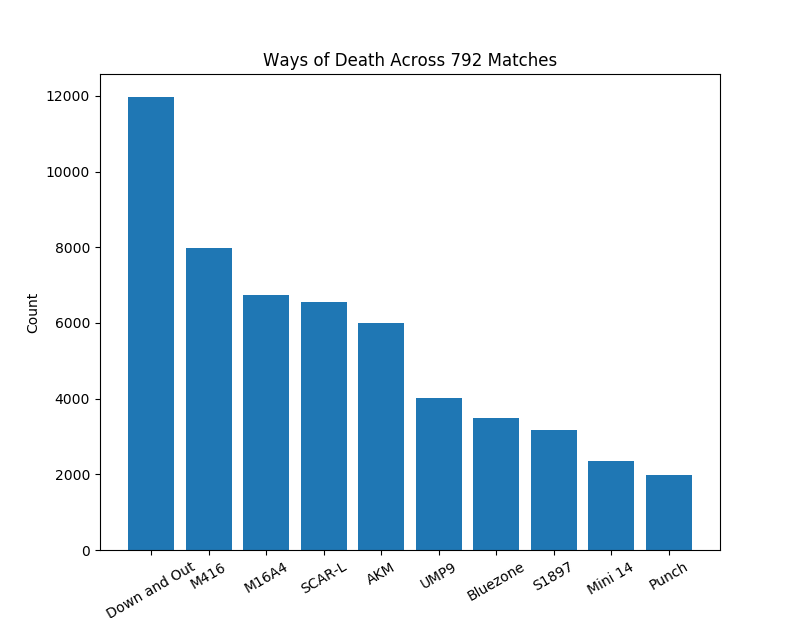 Ways of Death Across 792 Matches
12000
10000
8000
6000
4000
2000
0
Count
Down and Out
M416
M16A4
SCAR-L
AKM
UMP9
Bluezone
S1897
Mini 14
Punch